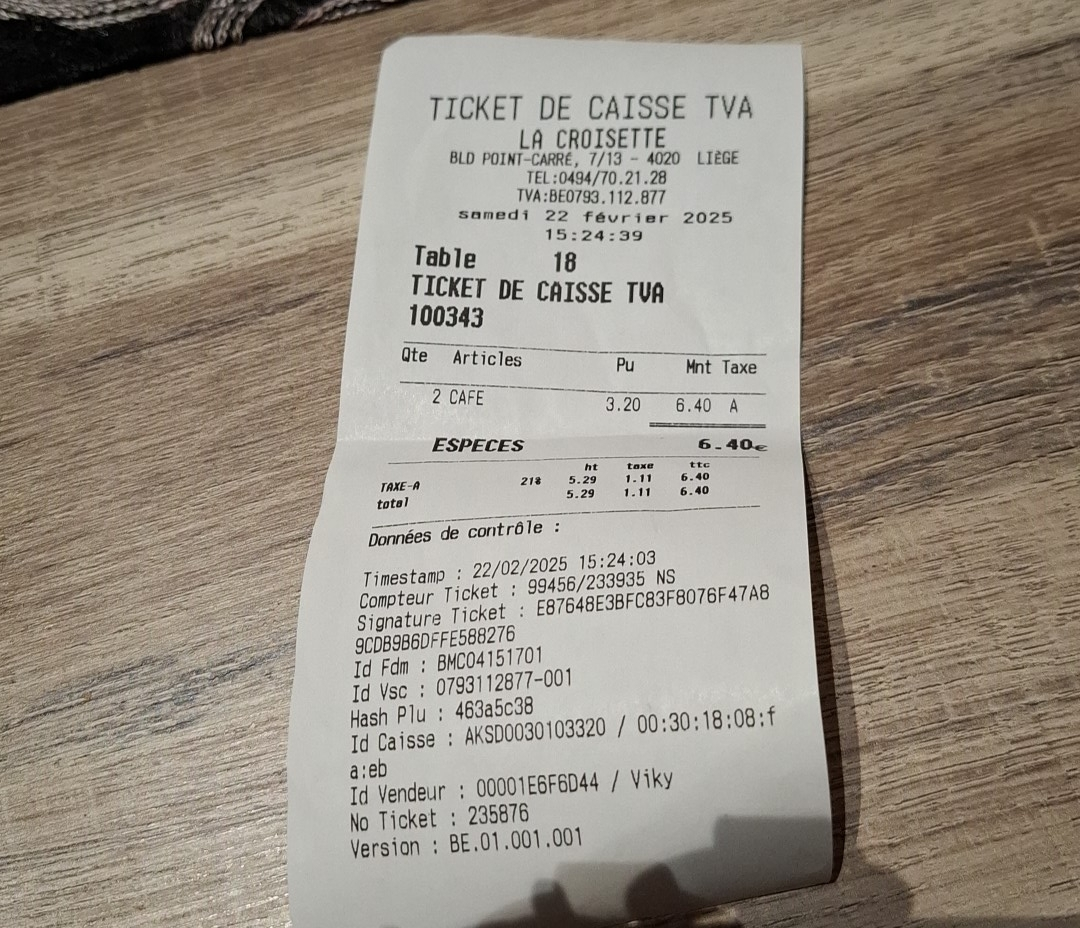 TICKET DE CAISSE TVA
LA CROISETTE
BLD POINT-CARRÉ, 7/13 - 4020 LIÈGE
TEL:0494/70.21.28
TVA:BE0793.112.877
samedi 22 février 2025
15:24:39
Table 18
TICKET DE CAISSE TVA
100343
Qte Articles Pu Mnt Taxe
2 CAFE 3.20 6.40 A
ESPECES 6.40€
ht taxe ttc
TAXE-A 21% 5.29 1.11 6.40
total 5.29 1.11 6.40
Données de contrôle :
Timestamp : 22/02/2025 15:24:03
Compteur Ticket : 99456/233935 NS
Signature Ticket : E87648E3BFC83F8076F47A8
9CDB9B6DFFE588276
Id Fdm : BMC04151701
Id Vsc : 0793112877-001
Hash Plu : 463a5c38
Id Caisse : AKSD0030103320 / 00:30:18:08:f
a:eb
Id Vendeur : 00001E6F6D44 / Viky
No Ticket : 235876
Version : BE.01.001.001